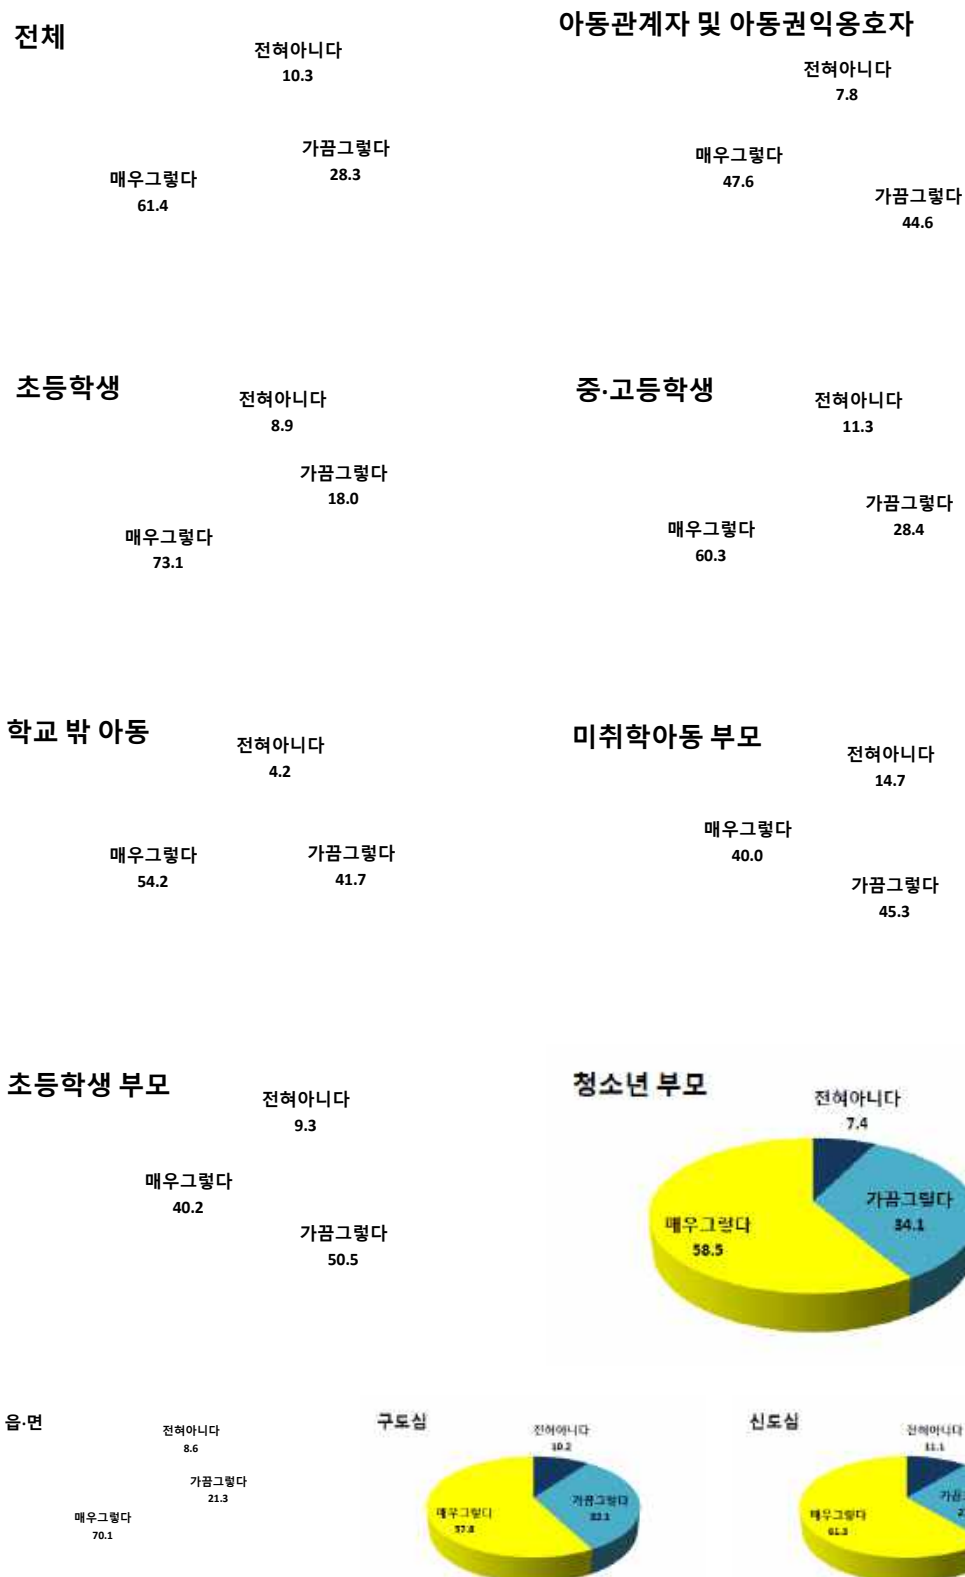 전체
전혀아니다
10.3
가끔그렇다
28.3
매우그렇다
61.4
아동관계자 및 아동권익옹호자
전혀아니다
7.8
매우그렇다
47.6
가끔그렇다
44.6
초등학생
전혀아니다
8.9
가끔그렇다
18.0
매우그렇다
73.1
중·고등학생
전혀아니다
11.3
가끔그렇다
28.4
매우그렇다
60.3
학교 밖 아동
전혀아니다
4.2
매우그렇다
54.2
가끔그렇다
41.7
미취학아동 부모
전혀아니다
14.7
매우그렇다
40.0
가끔그렇다
45.3
초등학생 부모
전혀아니다
9.3
매우그렇다
40.2
가끔그렇다
50.5
청소년 부모
전혀아니다
7.4
가끔그렇다
34.1
매우그렇다
58.5
읍·면
전혀아니다
8.6
가끔그렇다
21.3
매우그렇다
70.1
구도심
전혀아니다
10.2
가끔그렇다
32.1
매우그렇다
57.8
신도심
전혀아니다
11.1
매우그렇다
61.3